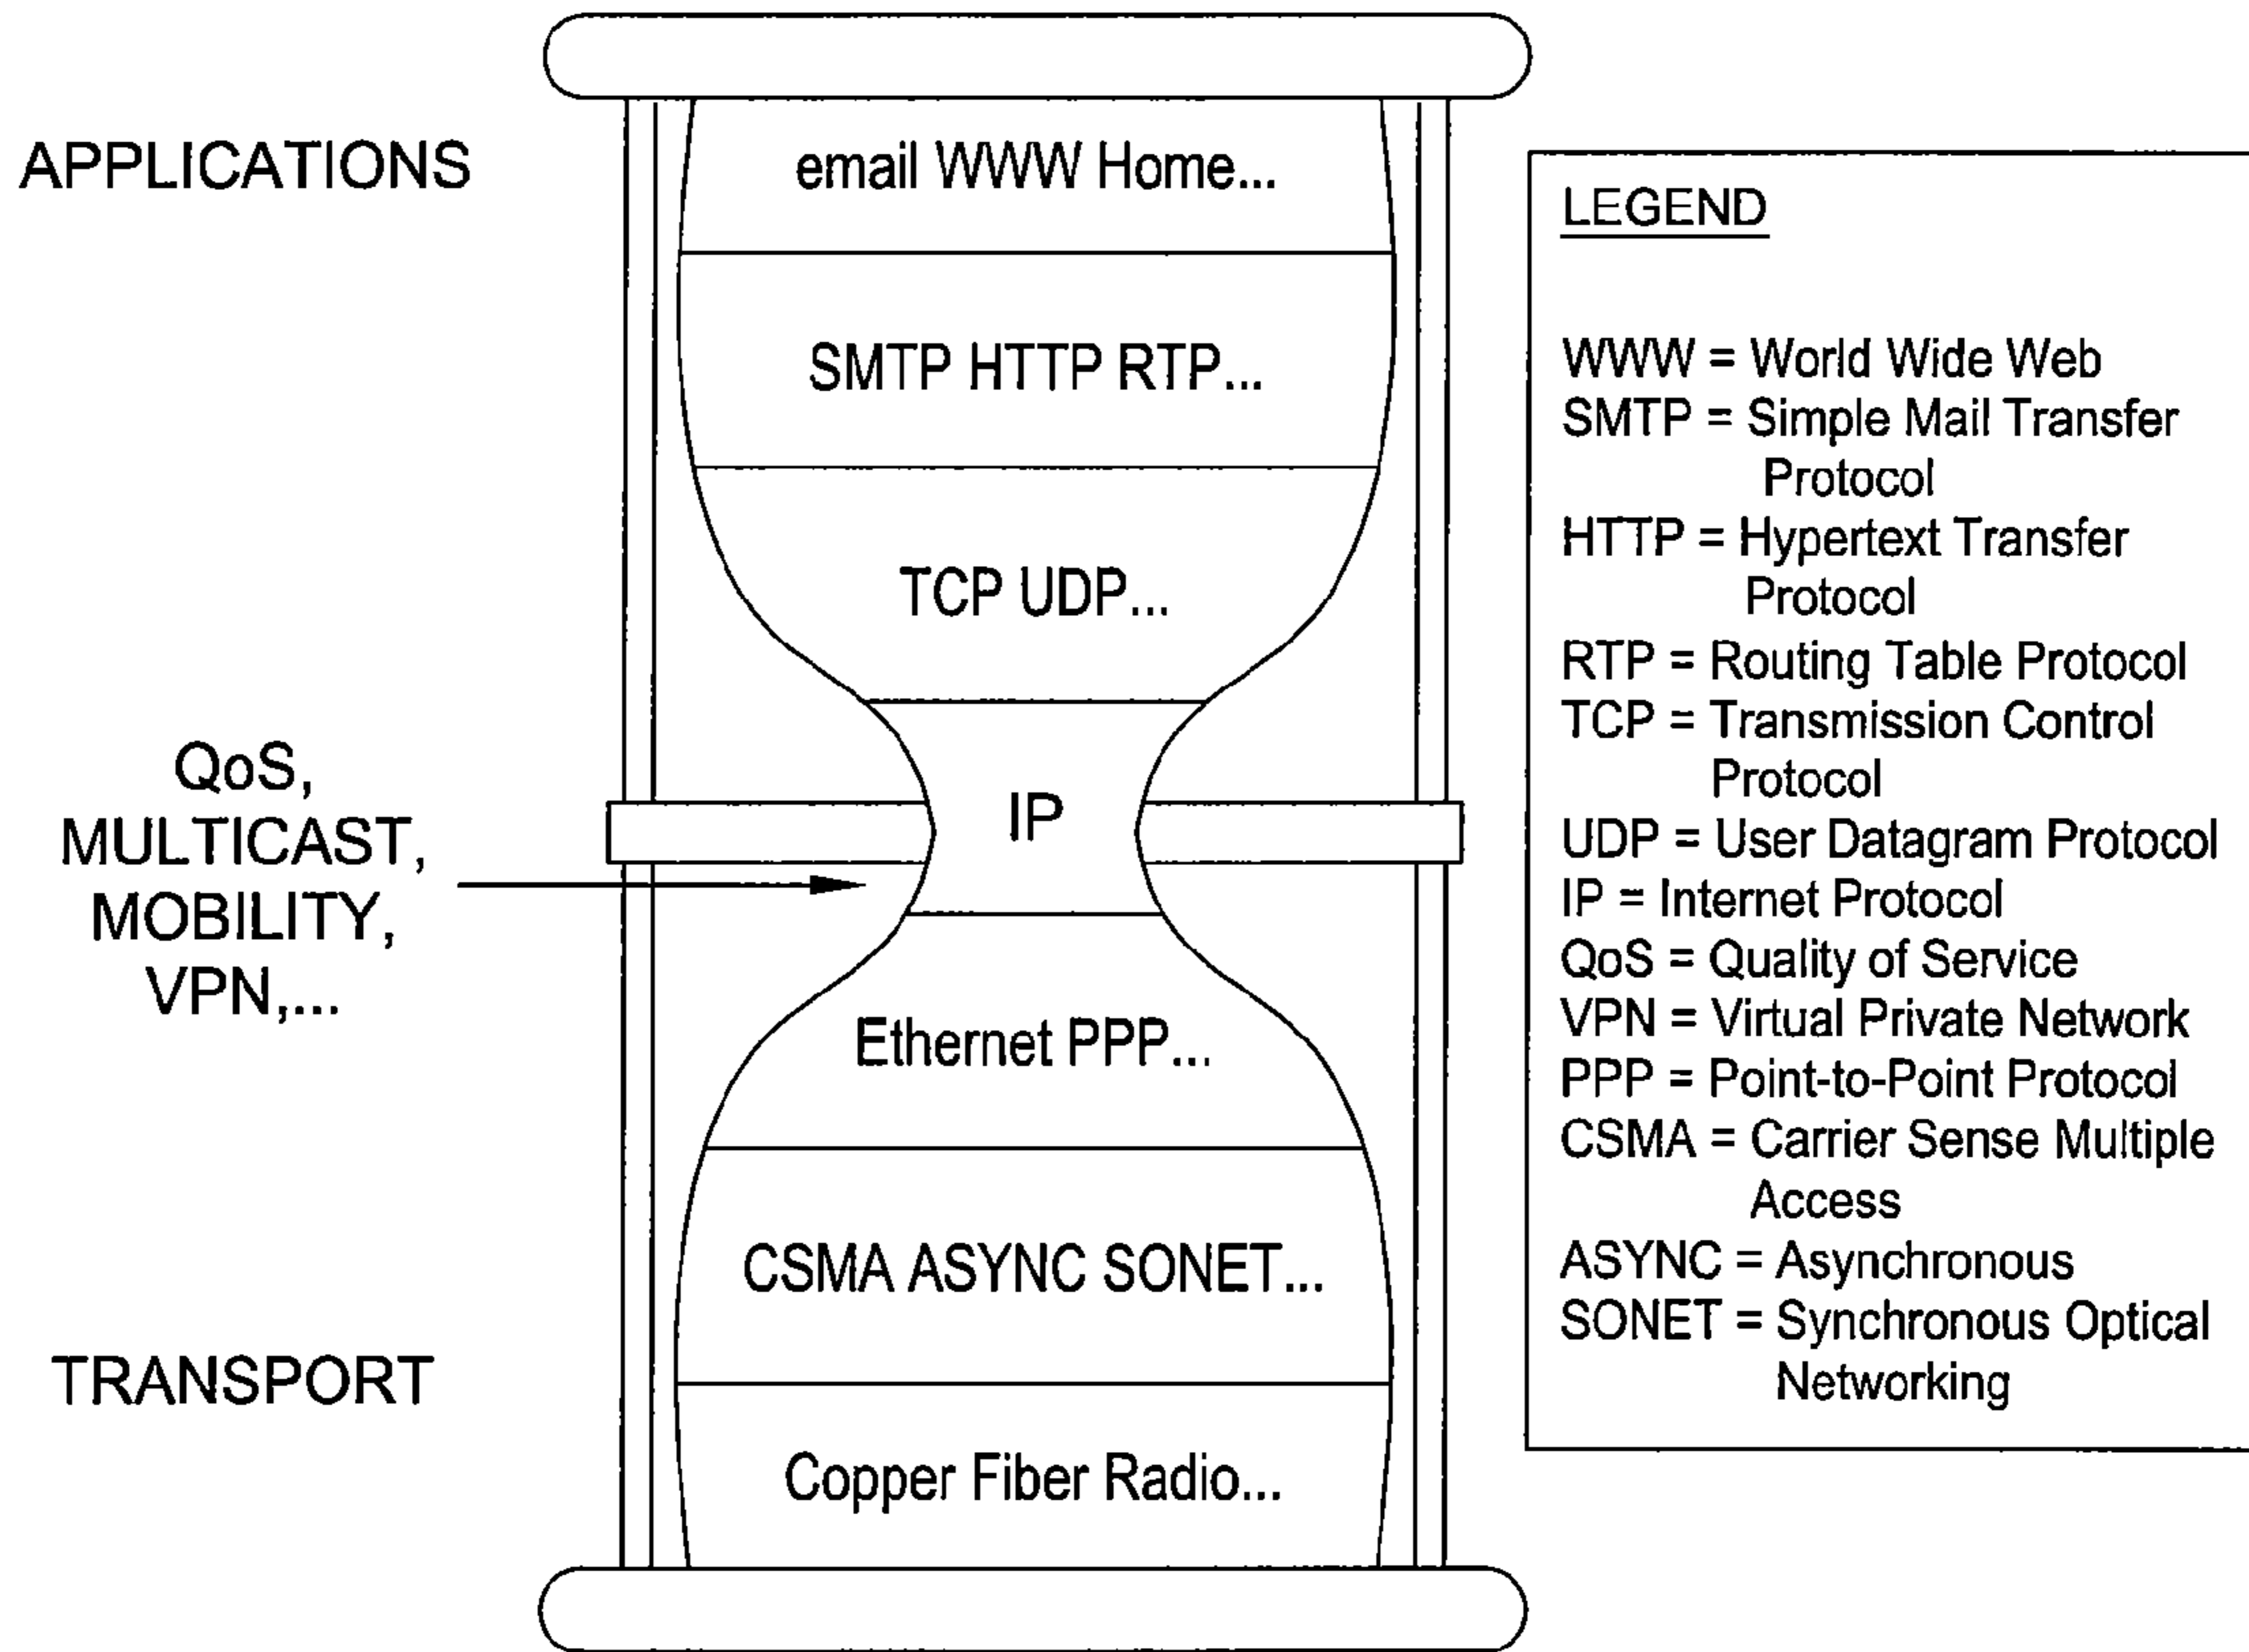 APPLICATIONS
email WWW Home...
SMTP HTTP RTP...
TCP UDP...
QoS,
MULTICAST,
MOBILITY,
VPN,...
IP
Ethernet PPP...
CSMA ASYNC SONET...
TRANSPORT
Copper Fiber Radio...
LEGEND
WWW = World Wide Web
SMTP = Simple Mail Transfer
Protocol
HTTP = Hypertext Transfer
Protocol
RTP = Routing Table Protocol
TCP = Transmission Control
Protocol
UDP = User Datagram Protocol
IP = Internet Protocol
QoS = Quality of Service
VPN = Virtual Private Network
PPP = Point-to-Point Protocol
CSMA = Carrier Sense Multiple
Access
ASYNC = Asynchronous
SONET = Synchronous Optical
Networking